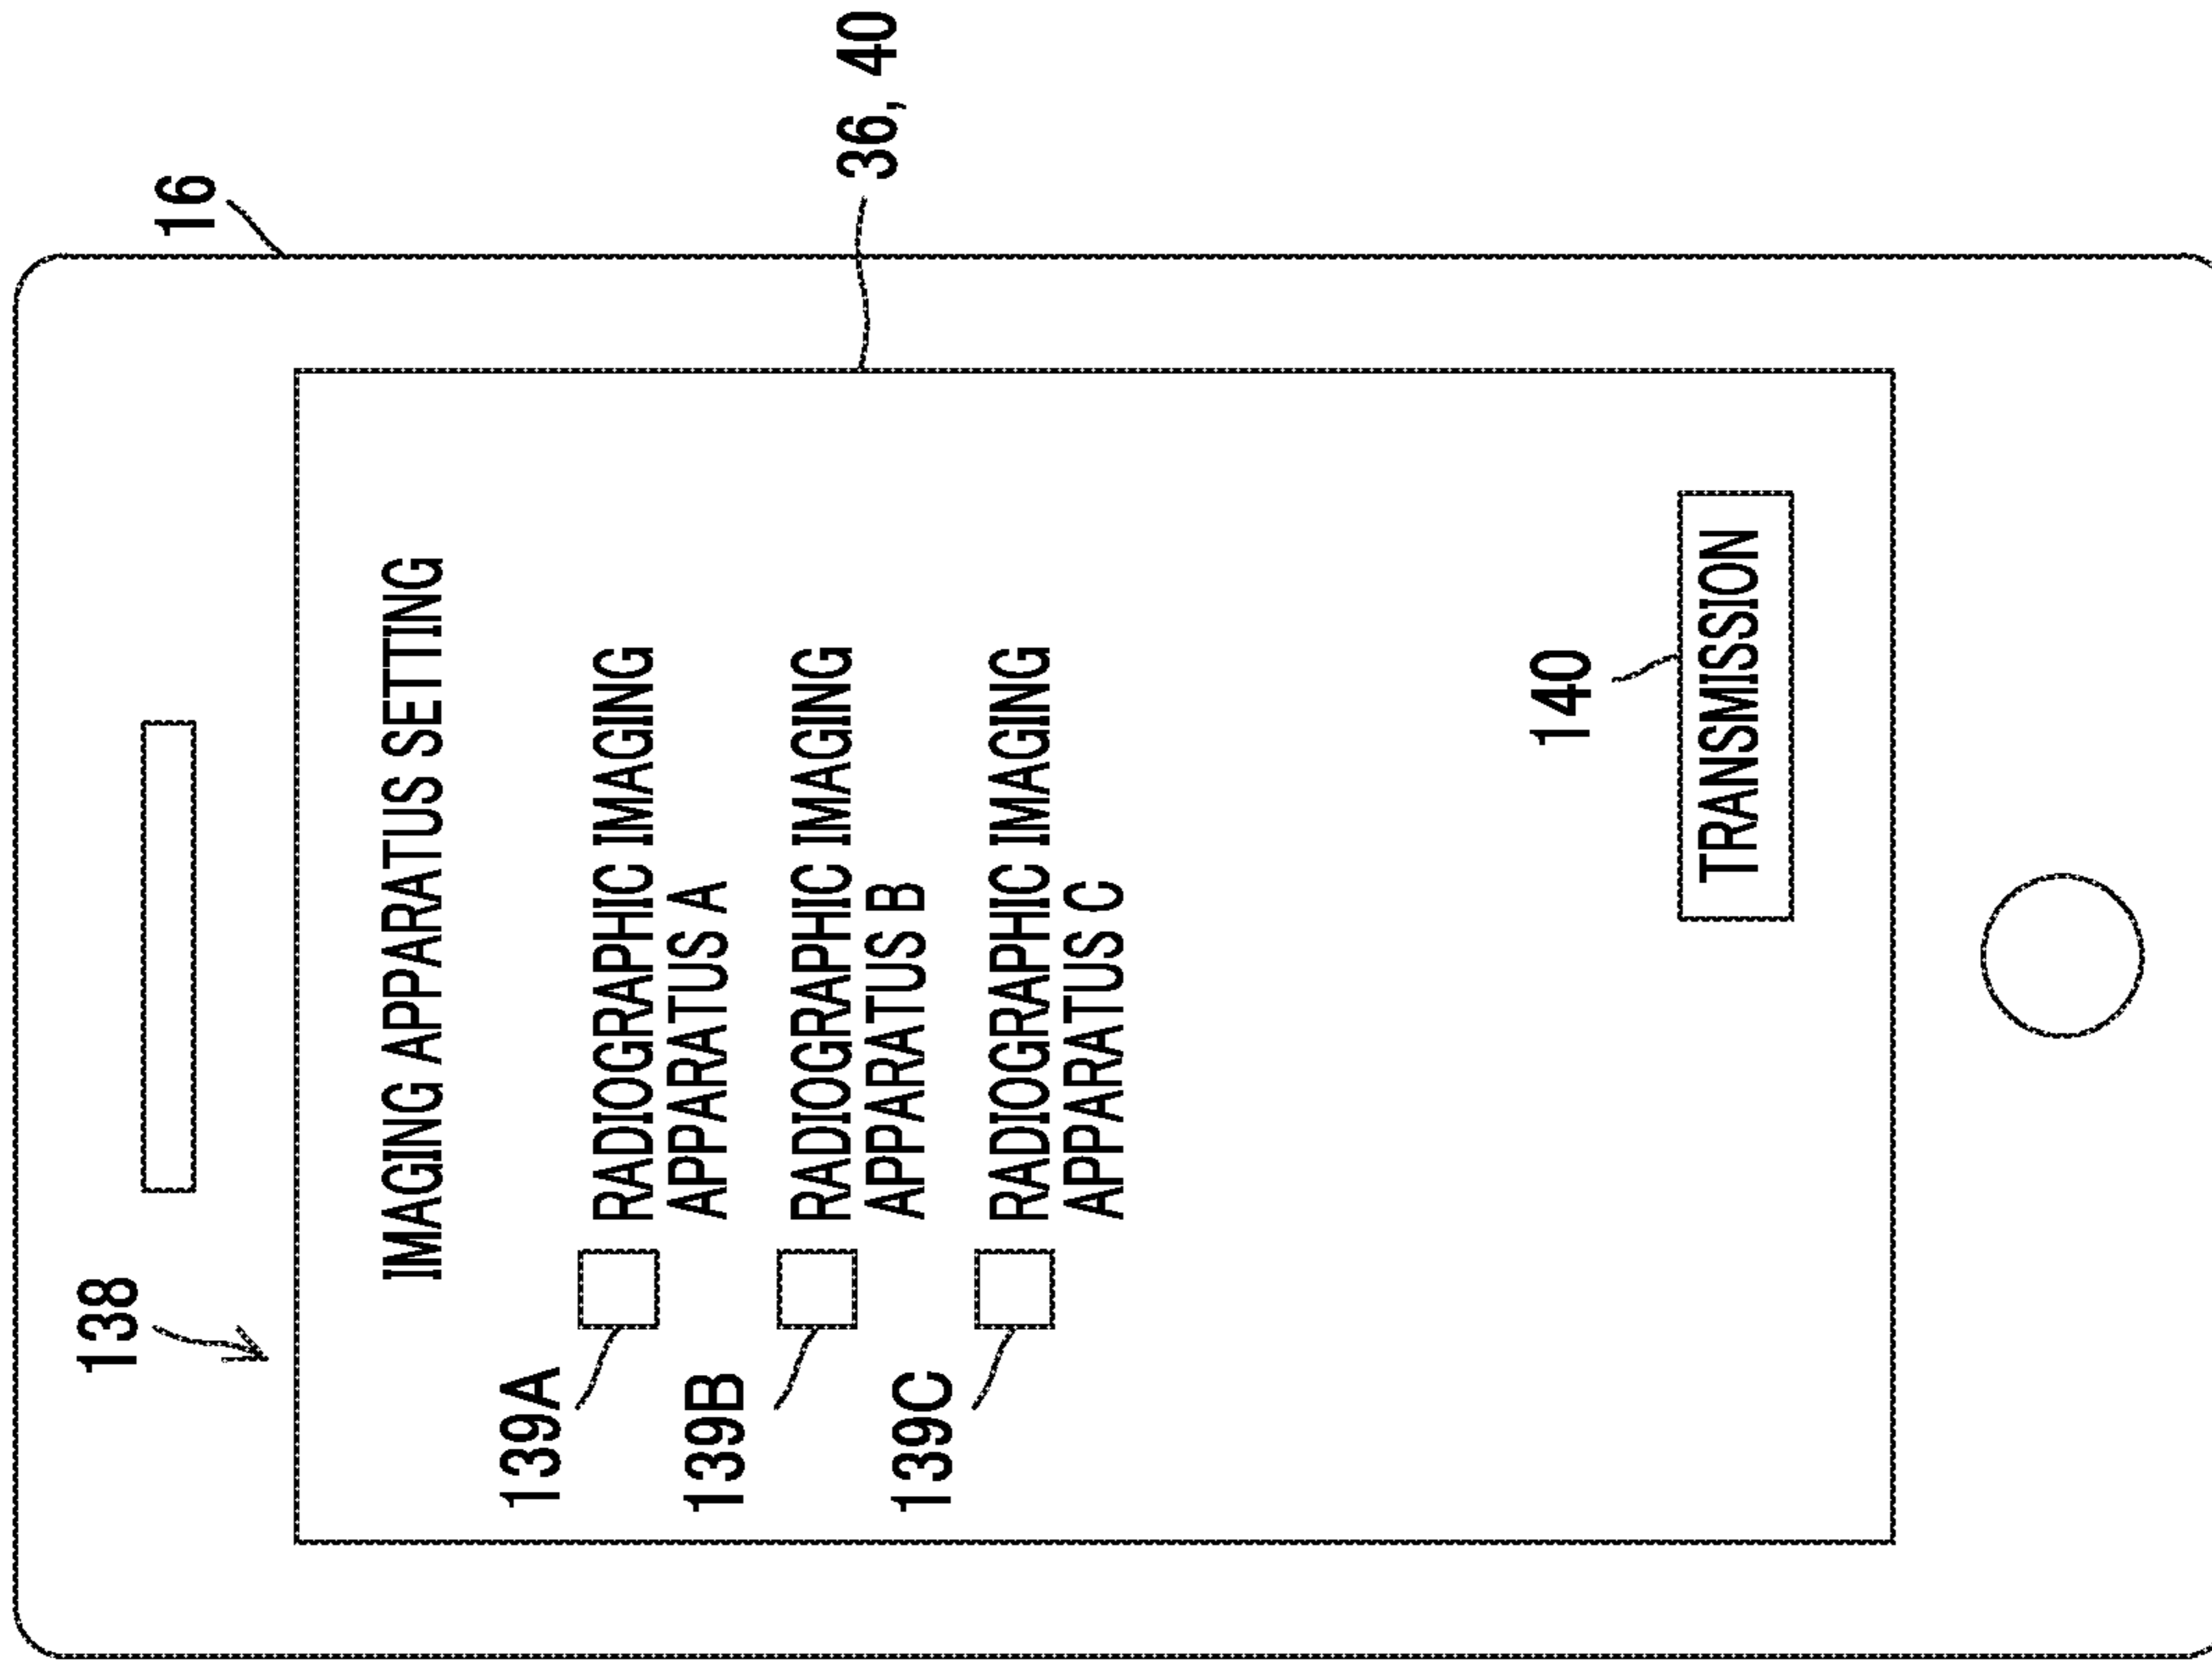 16
138
36, 40
IMAGING APPARATUS SETTING
139A
RADIOGRAPHIC IMAGING
APPARATUS A
139B
RADIOGRAPHIC IMAGING
APPARATUS B
139C
RADIOGRAPHIC IMAGING
APPARATUS C
140
TRANSMISSION